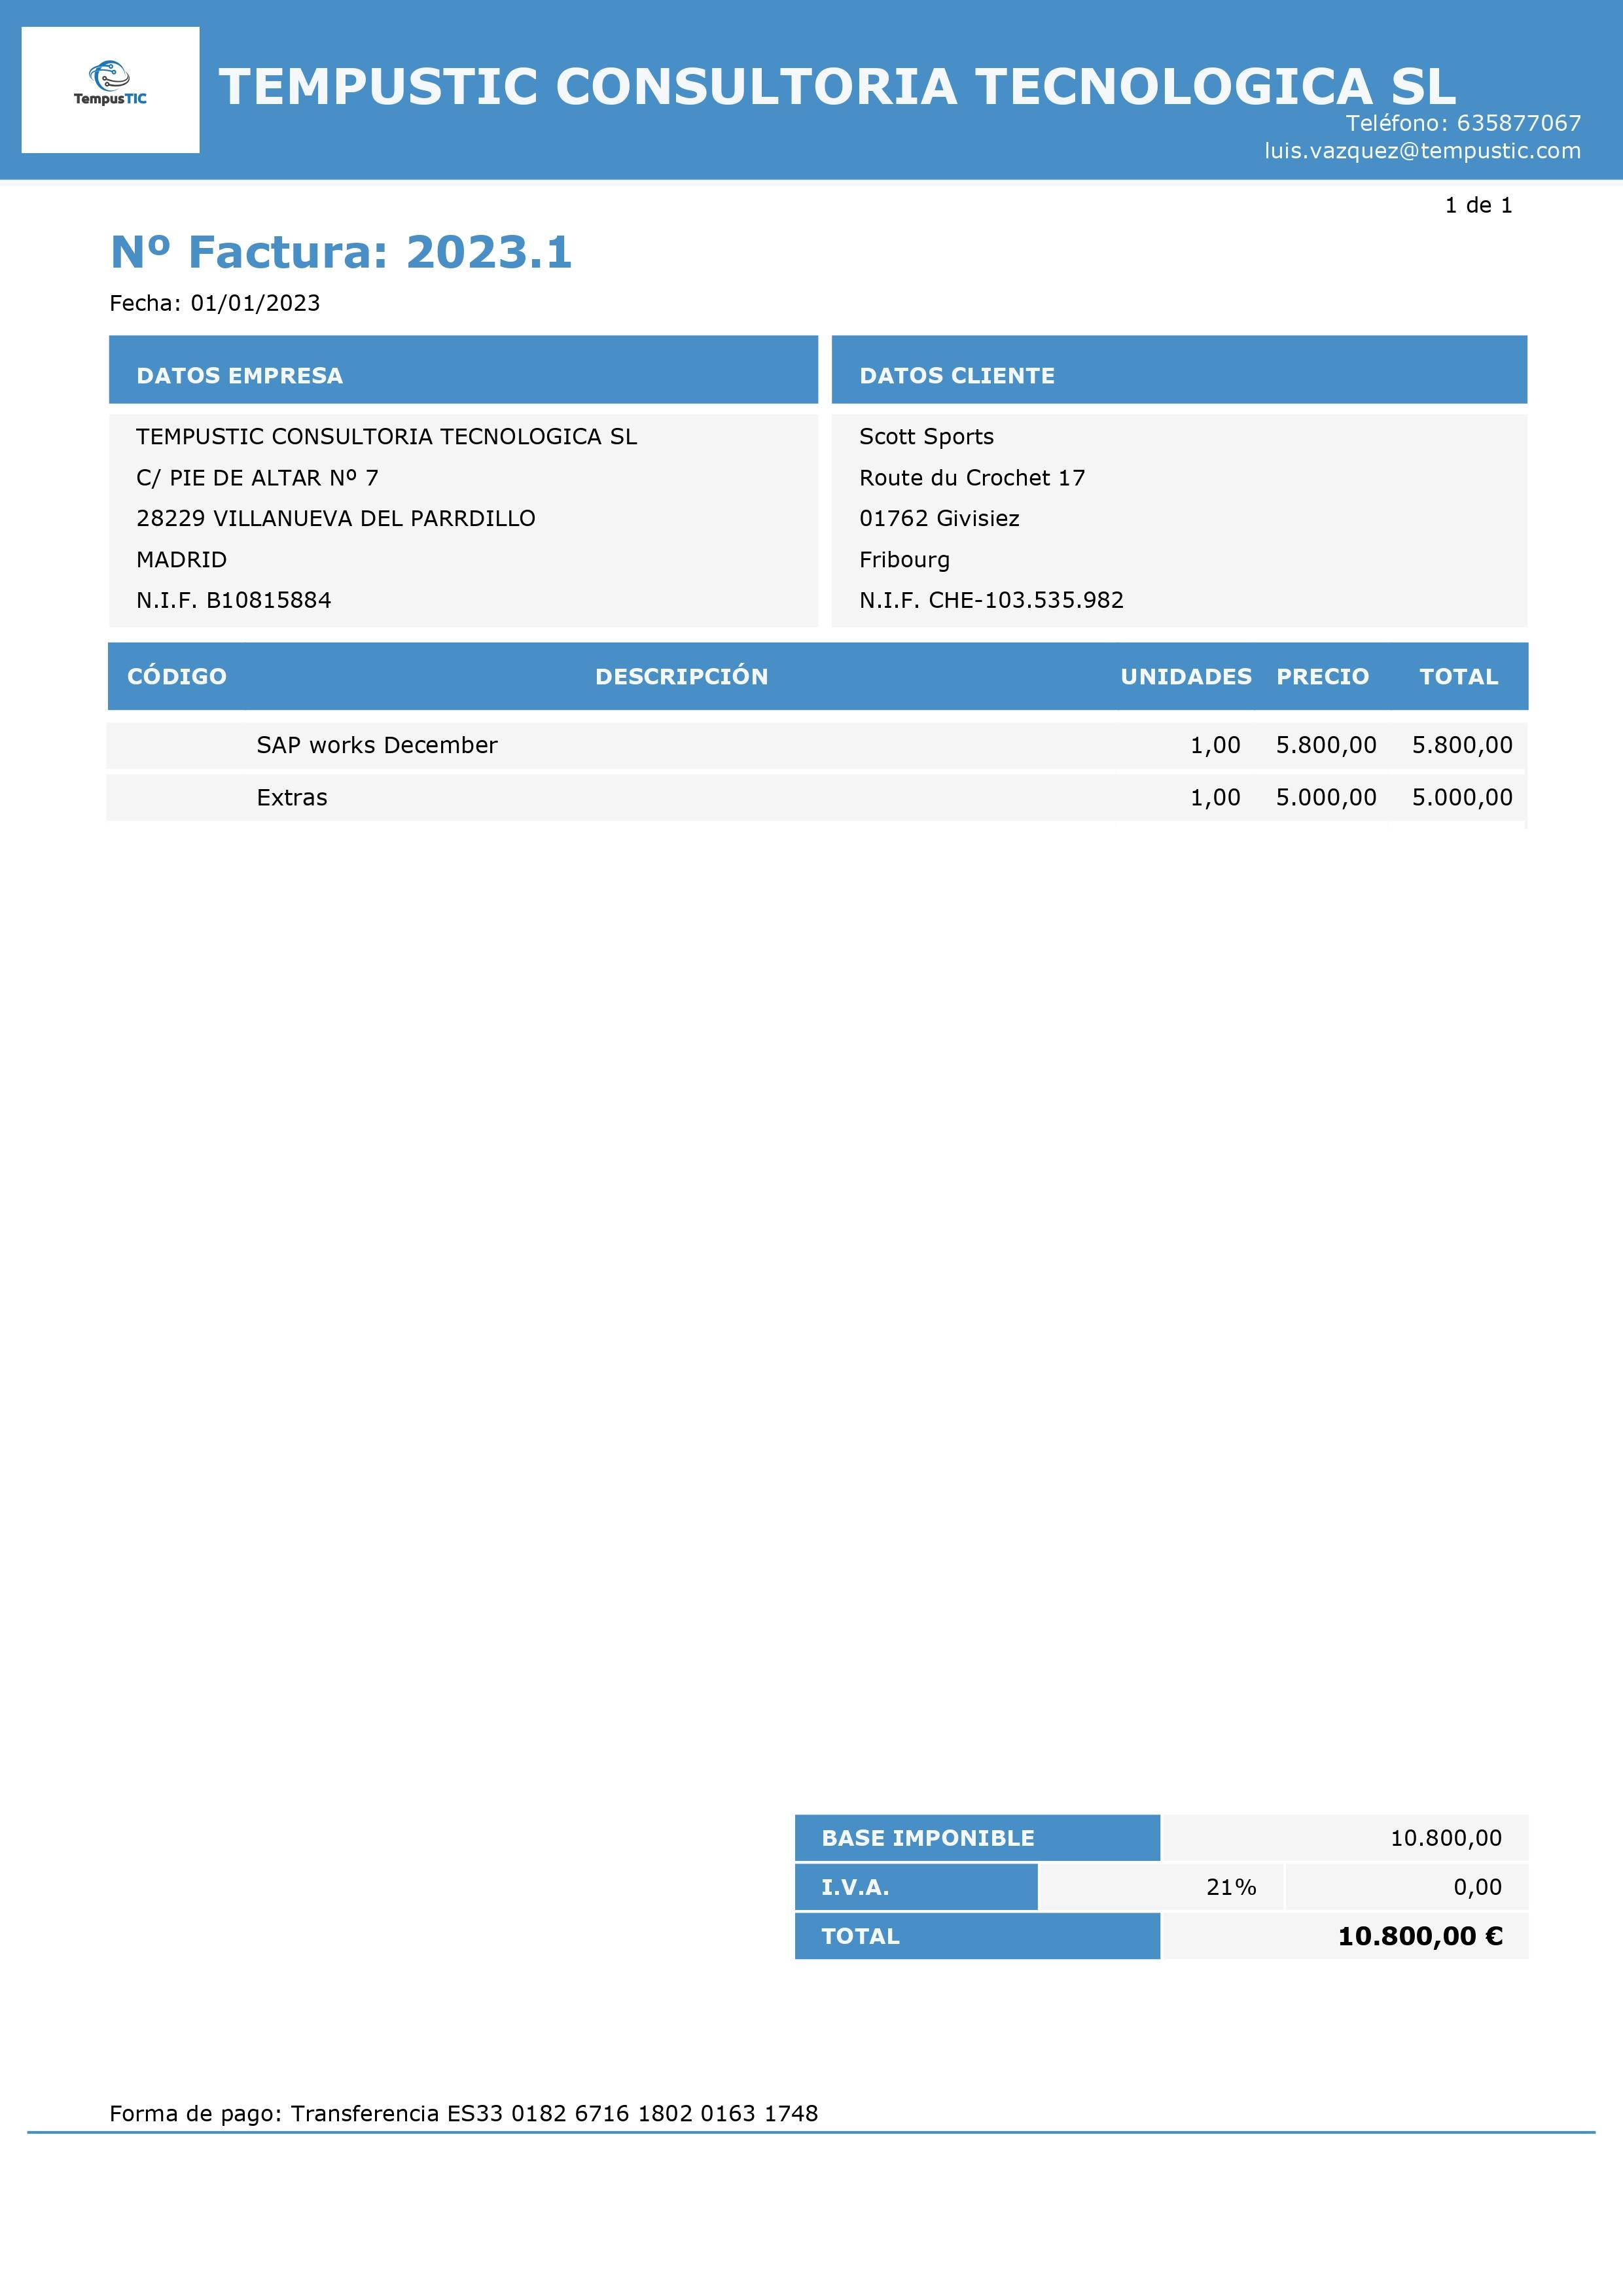 TempusTIC
TEMPUSTIC CONSULTORIA TECNOLOGICA SL
Teléfono: 635877067
luis.vazquez@tempustic.com
1 de 1
Nº Factura: 2023.1
Fecha: 01/01/2023
DATOS EMPRESA
TEMPUSTIC CONSULTORIA TECNOLOGICA SL
C/ PIE DE ALTAR Nº 7
28229 VILLANUEVA DEL PARRDILLO
MADRID
N.I.F. B10815884
DATOS CLIENTE
Scott Sports
Route du Crochet 17
01762 Givisiez
Fribourg
N.I.F. CHE-103.535.982
CÓDIGO DESCRIPCIÓN UNIDADES PRECIO TOTAL
SAP works December 1,00 5.800,00 5.800,00
Extras 1,00 5.000,00 5.000,00
BASE IMPONIBLE 10.800,00
I.V.A. 21% 0,00
TOTAL 10.800,00 €
Forma de pago: Transferencia ES33 0182 6716 1802 0163 1748